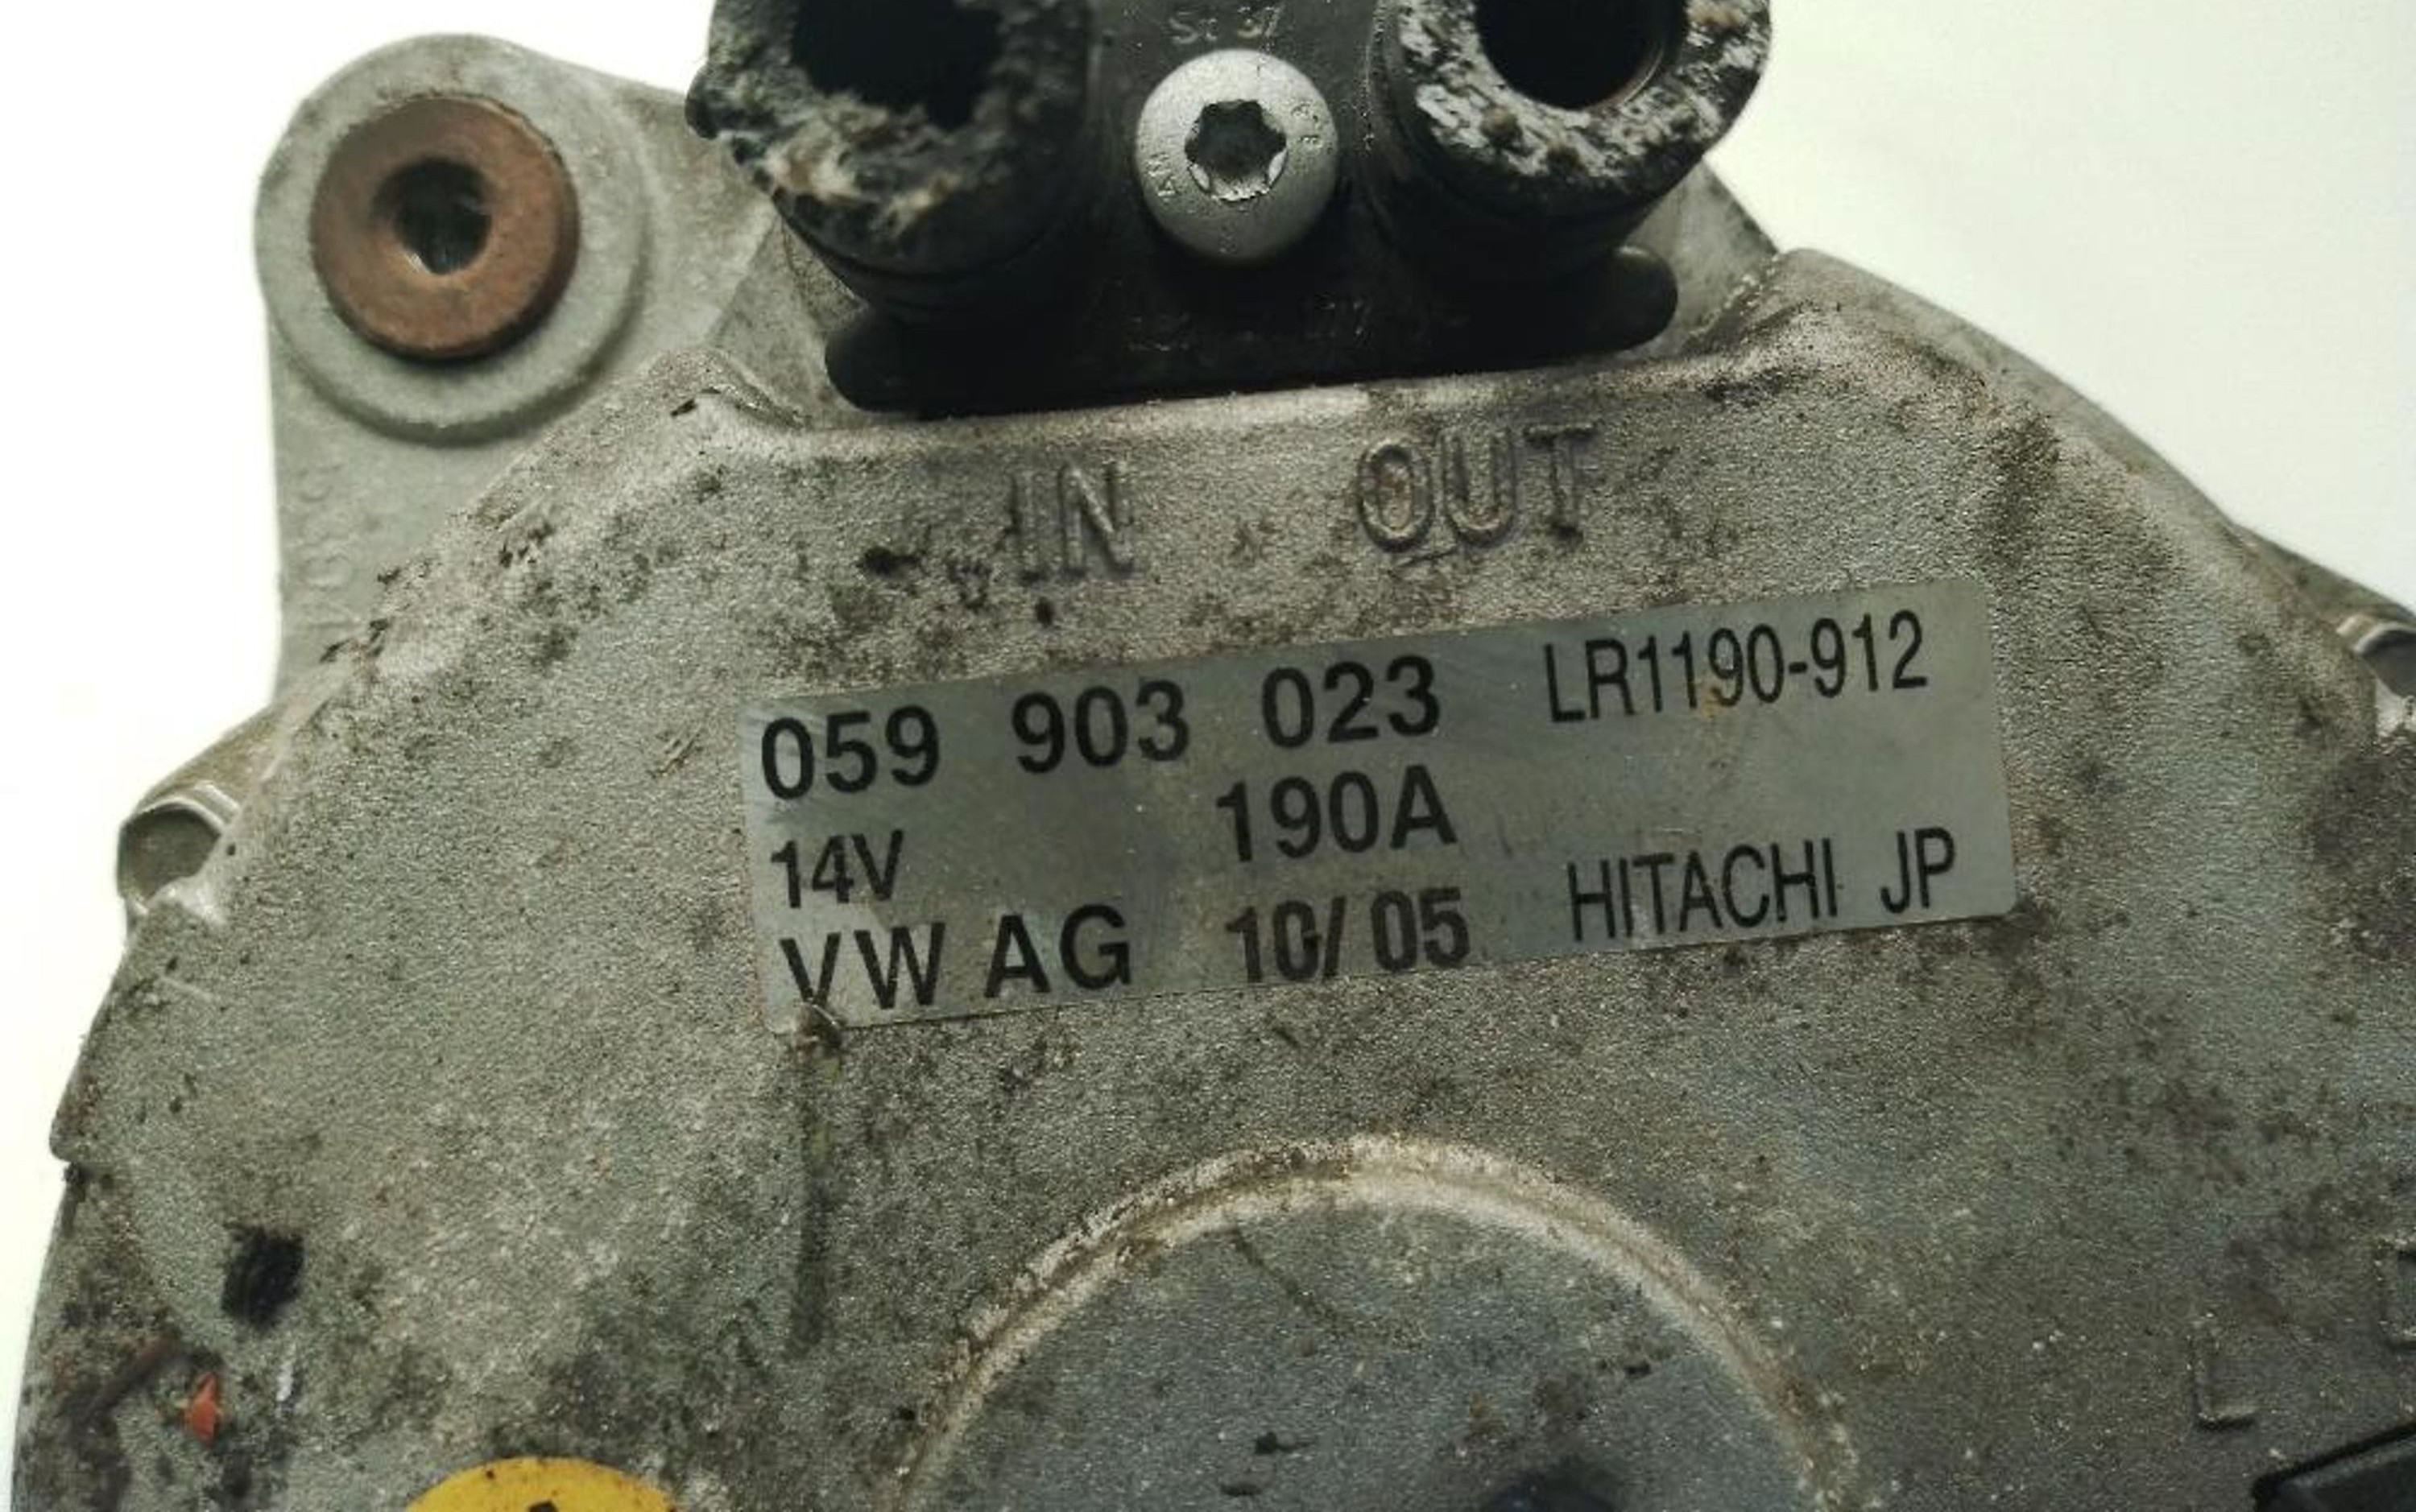 IN OUT
059 903 023 LR1190-912
14V 190A
VW AG 10/05 HITACHI JP
L